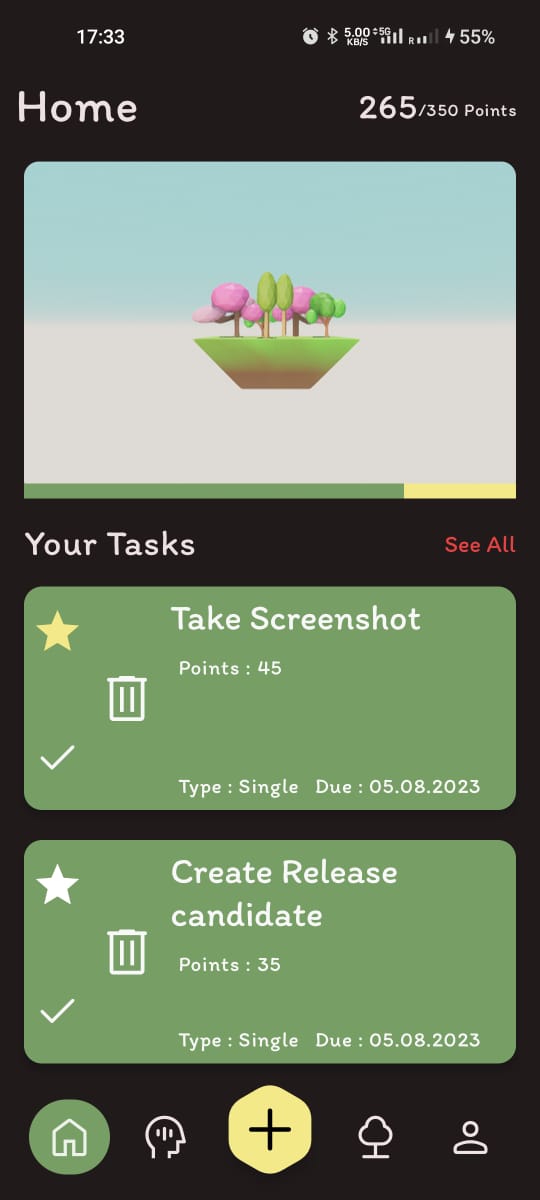 17:33 5.00 KB/S 5G R 55%
Home 265/350 Points
Your Tasks See All
Take Screenshot
Points : 45
Type : Single Due : 05.08.2023
Create Release
candidate
Points : 35
Type : Single Due : 05.08.2023